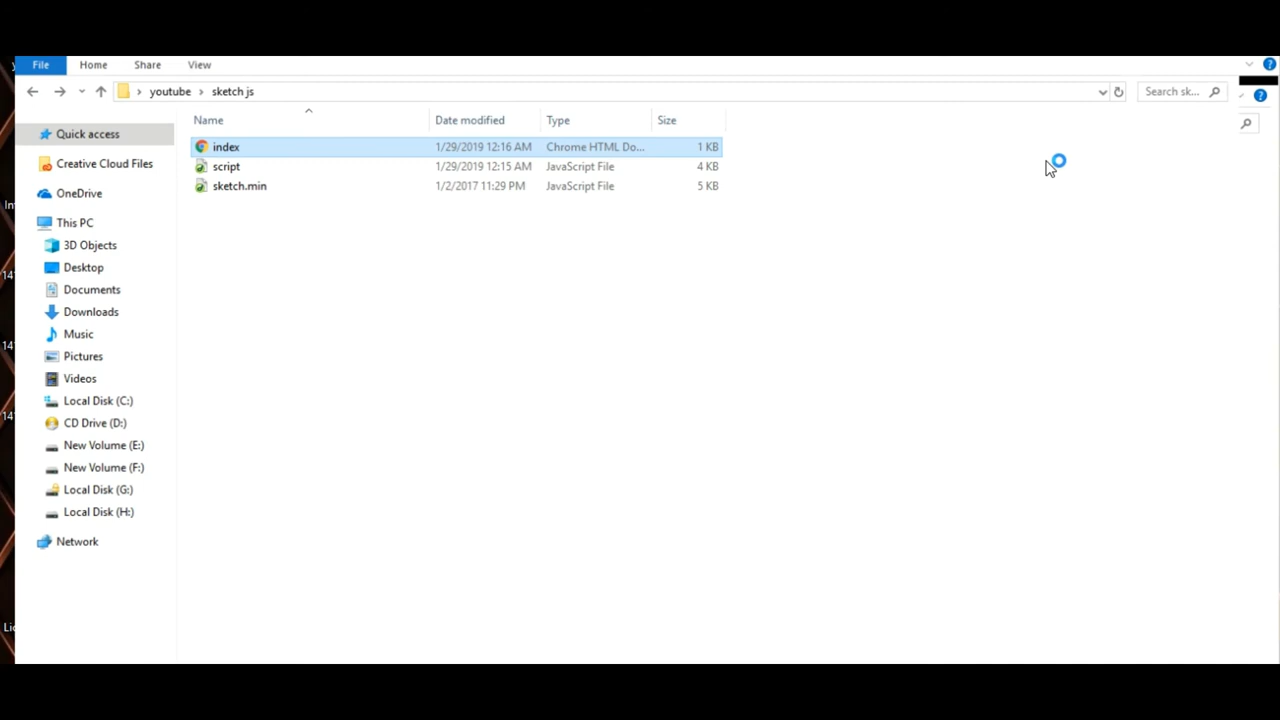 File Home Share View
youtube › sketch js
Search sk...
Name Date modified Type Size
index 1/29/2019 12:16 AM Chrome HTML Do... 1 KB
script 1/29/2019 12:15 AM JavaScript File 4 KB
sketch.min 1/2/2017 11:29 PM JavaScript File 5 KB
Quick access
Creative Cloud Files
OneDrive
This PC
3D Objects
Desktop
Documents
Downloads
Music
Pictures
Videos
Local Disk (C:)
CD Drive (D:)
New Volume (E:)
New Volume (F:)
Local Disk (G:)
Local Disk (H:)
Network